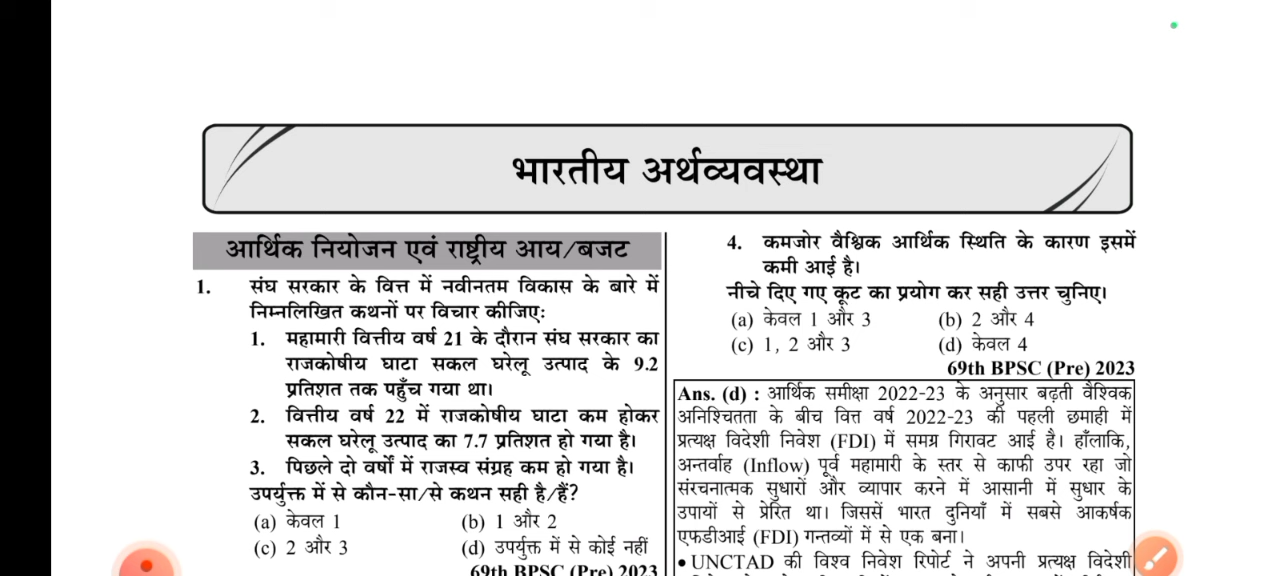 भारतीय अर्थव्यवस्था
आर्थिक नियोजन एवं राष्ट्रीय आय/बजट
1. संघ सरकार के वित्त में नवीनतम विकास के बारे में
निम्नलिखित कथनों पर विचार कीजिएः
1. महामारी वित्तीय वर्ष 21 के दौरान संघ सरकार का
राजकोषीय घाटा सकल घरेलू उत्पाद के 9.2
प्रतिशत तक पहुँच गया था।
2. वित्तीय वर्ष 22 में राजकोषीय घाटा कम होकर
सकल घरेलू उत्पाद का 7.7 प्रतिशत हो गया है।
3. पिछले दो वर्षों में राजस्व संग्रह कम हो गया है।
उपर्युक्त में से कौन-सा/से कथन सही है/हैं?
(a) केवल 1 (b) 1 और 2
(c) 2 और 3 (d) उपर्युक्त में से कोई नहीं
69th BPSC (Pre) 2023
4. कमजोर वैश्विक आर्थिक स्थिति के कारण इसमें
कमी आई है।
नीचे दिए गए कूट का प्रयोग कर सही उत्तर चुनिए।
(a) केवल 1 और 3 (b) 2 और 4
(c) 1, 2 और 3 (d) केवल 4
69th BPSC (Pre) 2023
Ans. (d) : आर्थिक समीक्षा 2022-23 के अनुसार बढ़ती वैश्विक
अनिश्चितता के बीच वित्त वर्ष 2022-23 की पहली छमाही में
प्रत्यक्ष विदेशी निवेश (FDI) में समग्र गिरावट आई है। हाँलाकि,
अन्तर्वाह (Inflow) पूर्व महामारी के स्तर से काफी उपर रहा जो
संरचनात्मक सुधारों और व्यापार करने में आसानी में सुधार के
उपायों से प्रेरित था। जिससें भारत दुनियाँ में सबसे आकर्षक
एफडीआई (FDI) गन्तव्यों में से एक बना।
• UNCTAD की विश्व निवेश रिपोर्ट ने अपनी प्रत्यक्ष विदेशी